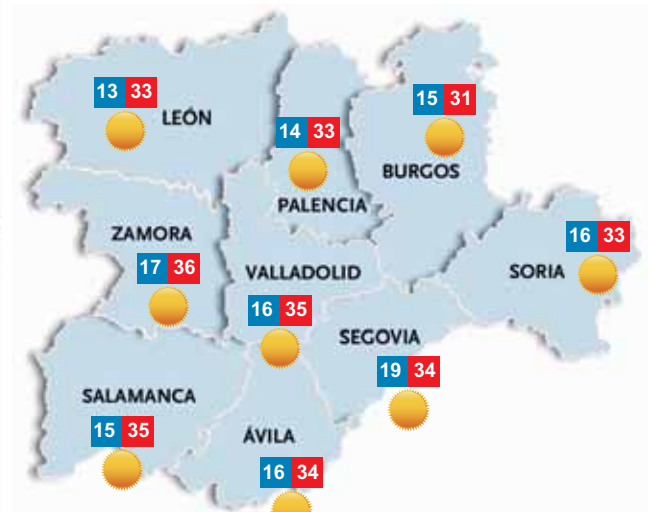 13 33
LEÓN
15 31
BURGOS
14 33
PALENCIA
ZAMORA
17 36
VALLADOLID
16 35
SORIA
16 33
SEGOVIA
19 34
SALAMANCA
15 35
ÁVILA
16 34